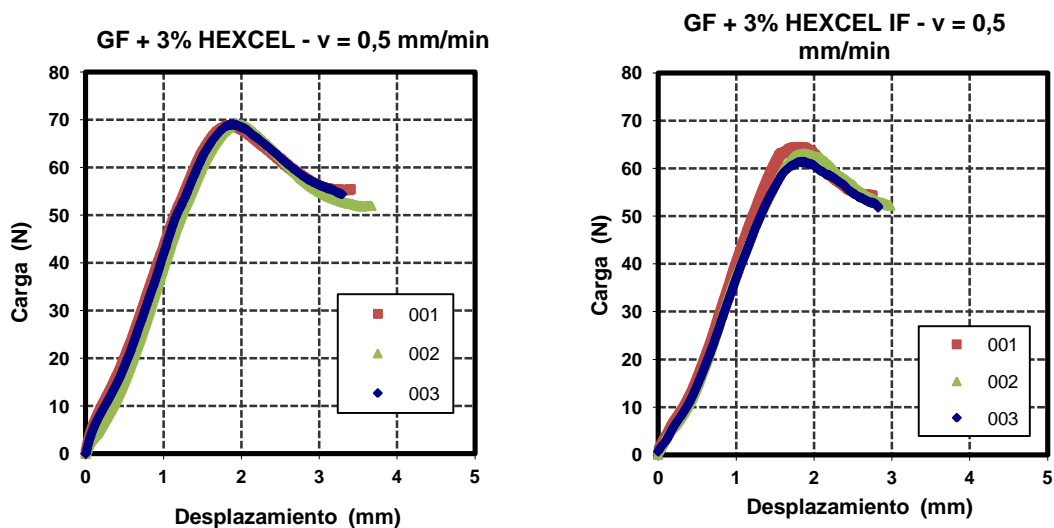 GF + 3% HEXCEL - v = 0,5 mm/min
80
70
60
50
40
30
20
10
0
Carga (N)
001
002
003
0 1 2 3 4 5
Desplazamiento (mm)
GF + 3% HEXCEL IF - v = 0,5
mm/min
80
70
60
50
40
30
20
10
0
Carga (N)
001
002
003
0 1 2 3 4 5
Desplazamiento (mm)